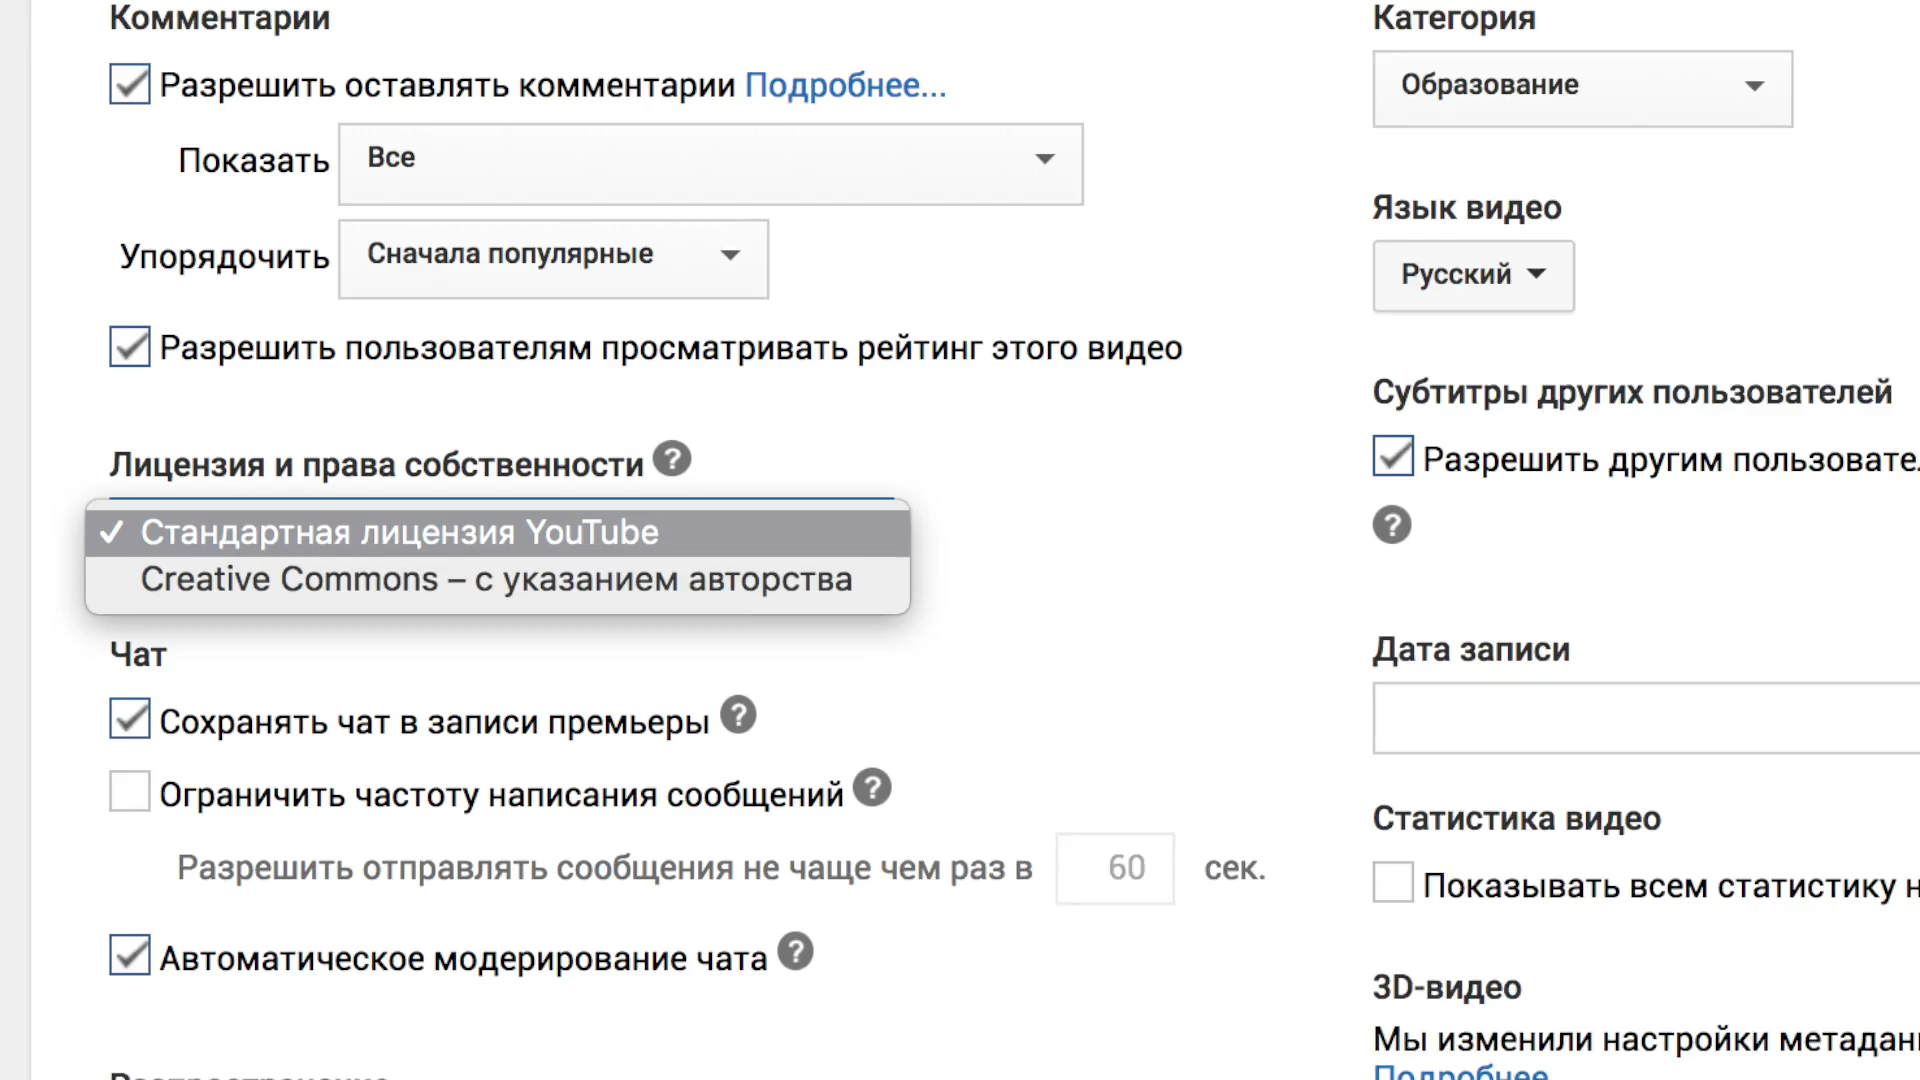 Комментарии
Разрешить оставлять комментарии Подробнее...
Показать Все
Упорядочить Сначала популярные
Разрешить пользователям просматривать рейтинг этого видео
Лицензия и права собственности ?
✓ Стандартная лицензия YouTube
Creative Commons – с указанием авторства
Чат
Сохранять чат в записи премьеры ?
Ограничить частоту написания сообщений ?
Разрешить отправлять сообщения не чаще чем раз в 60 сек.
Автоматическое модерирование чата ?
Категория
Образование
Язык видео
Русский
Субтитры других пользователей
Разрешить другим
?
Дата записи
Статистика видео
Показывать всем статистику
3D-видео
Мы изменили настройки
Подробнее